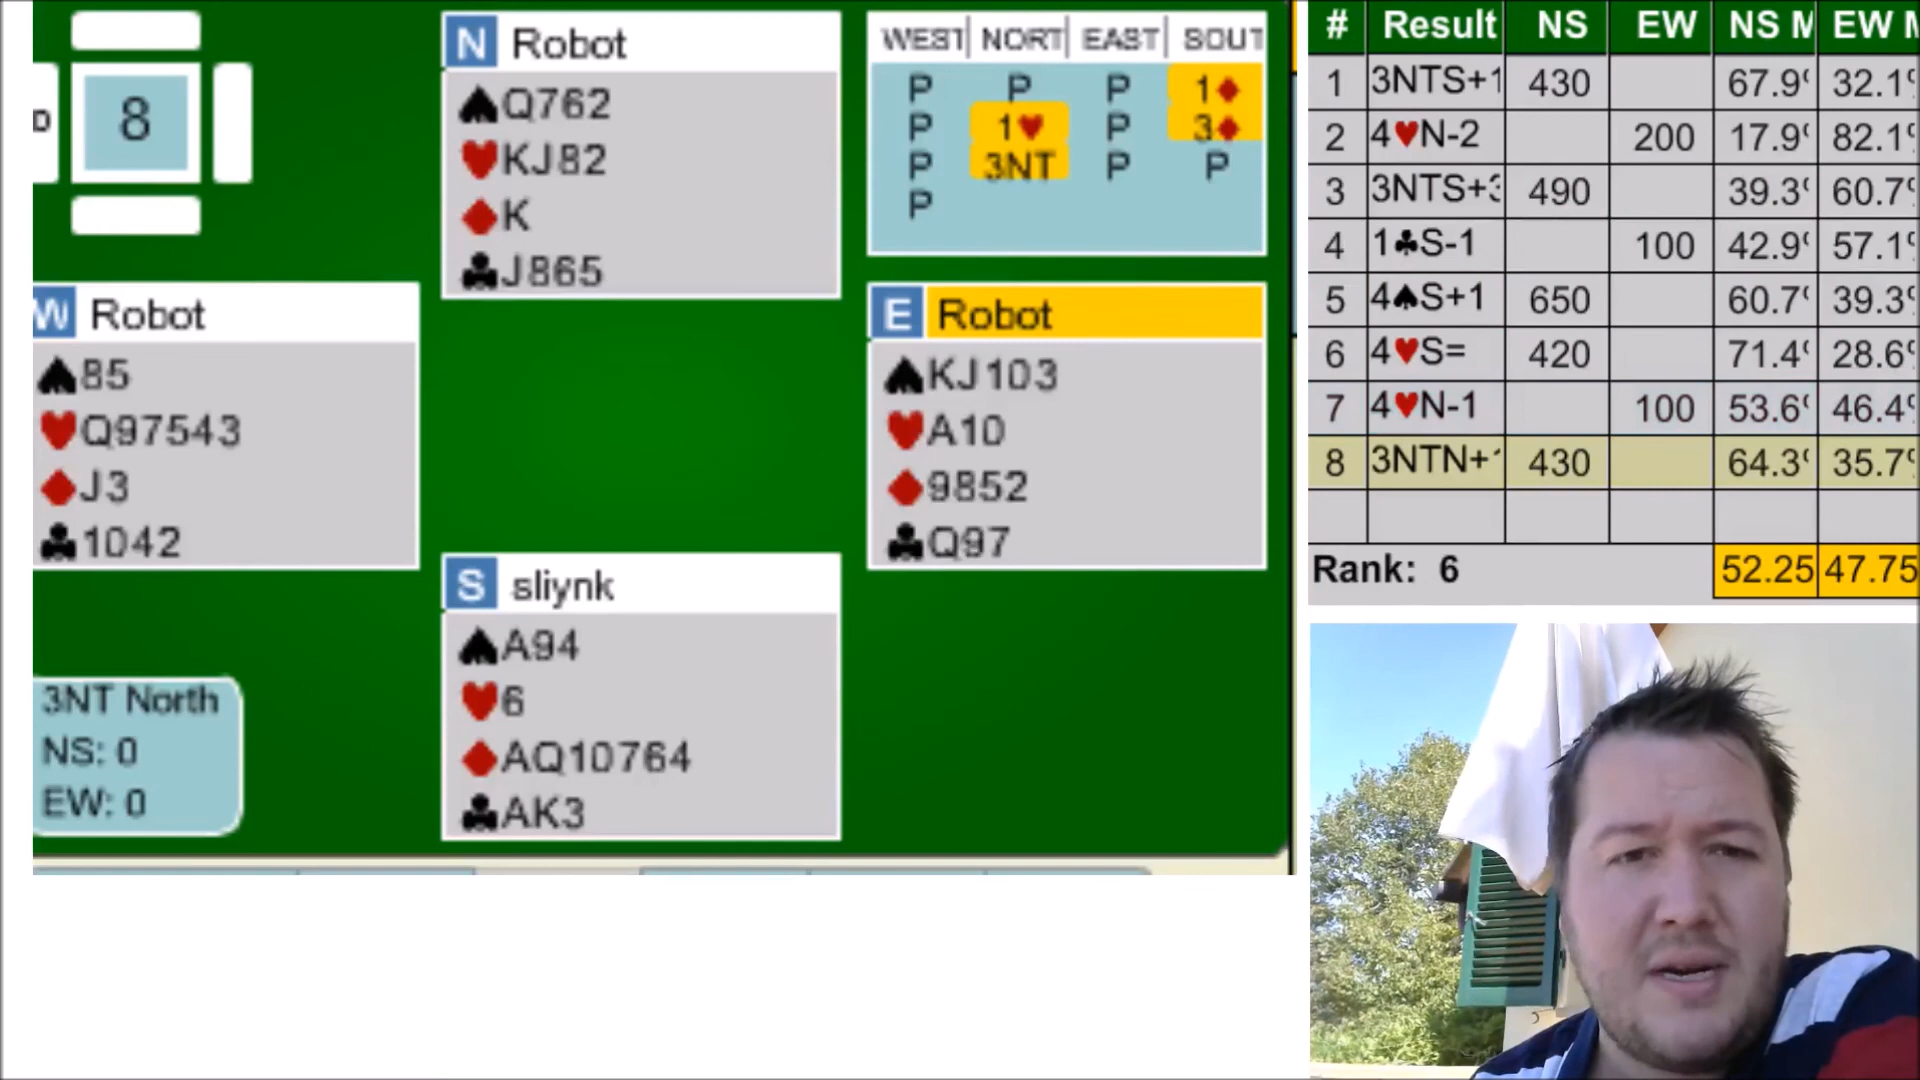 8
N Robot
♠Q762
♥KJ82
♦K
♣J865
WEST NORT EAST SOUT
P P P 1♦
P 1♥ P 3♦
P 3NT P P
P
W Robot
♠85
♥Q97543
♦J3
♣1042
E Robot
♠KJ103
♥A10
♦9852
♣Q97
S sliynk
♠A94
♥6
♦AQ10764
♣AK3
3NT North
NS: 0
EW: 0
# Result NS EW NS M EW M
1 3NTS+1 430 67.9 32.1
2 4♥N-2 200 17.9 82.1
3 3NTS+3 490 39.3 60.7
4 1♣S-1 100 42.9 57.1
5 4♠S+1 650 60.7 39.3
6 4♥S= 420 71.4 28.6
7 4♥N-1 100 53.6 46.4
8 3NTN+1 430 64.3 35.7
Rank: 6 52.25 47.75